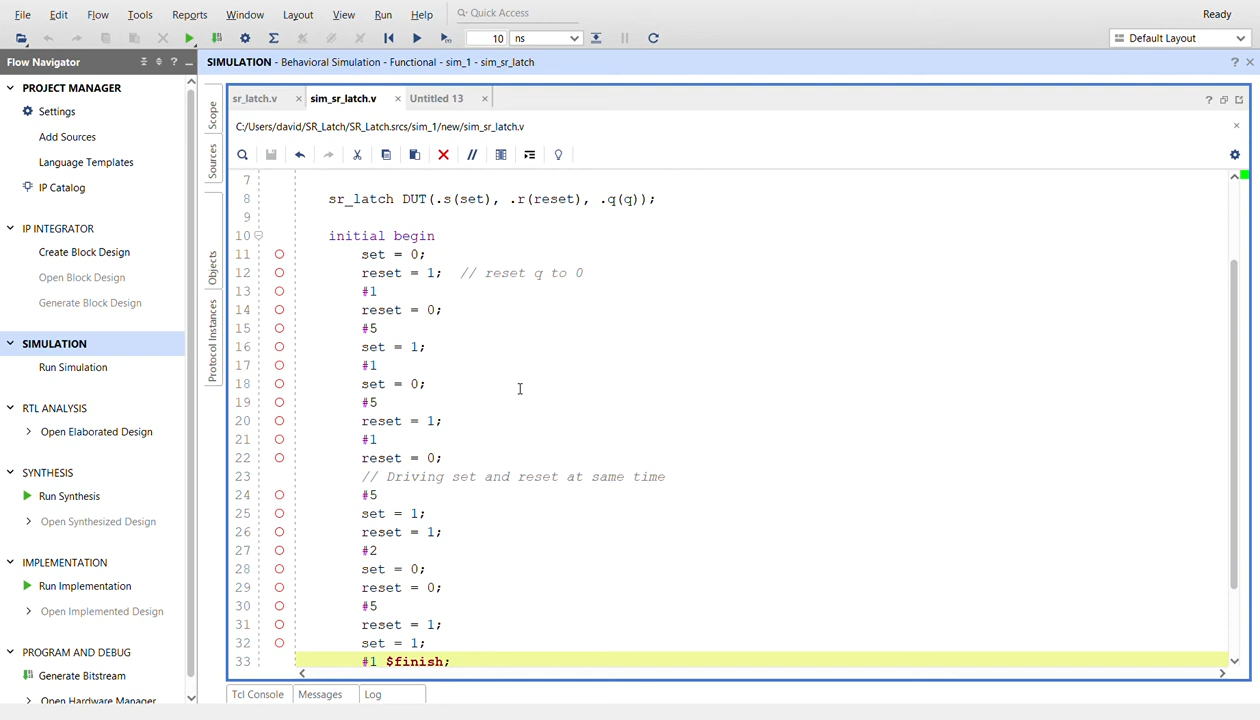 File Edit Flow Tools Reports Window Layout View Run Help Quick Access Ready
10 ns Default Layout
Flow Navigator ? SIMULATION - Behavioral Simulation - Functional - sim_1 - sim_sr_latch ? ×
PROJECT MANAGER
Settings
Add Sources
Language Templates
IP Catalog
IP INTEGRATOR
Create Block Design
Open Block Design
Generate Block Design
SIMULATION
Run Simulation
RTL ANALYSIS
Open Elaborated Design
SYNTHESIS
Run Synthesis
Open Synthesized Design
IMPLEMENTATION
Run Implementation
Open Implemented Design
PROGRAM AND DEBUG
Generate Bitstream
Open Hardware Manager
Scope
Sources
Objects
Protocol Instances
sr_latch.v × sim_sr_latch.v × Untitled 13 × ?
C:/Users/david/SR_Latch/SR_Latch.srcs/sim_1/new/sim_sr_latch.v ×
7
8 sr_latch DUT(.s(set), .r(reset), .q(q));
9
10 initial begin
11 set = 0;
12 reset = 1; // reset q to 0
13 #1
14 reset = 0;
15 #5
16 set = 1;
17 #1
18 set = 0;
19 #5
20 reset = 1;
21 #1
22 reset = 0;
23 // Driving set and reset at same time
24 #5
25 set = 1;
26 reset = 1;
27 #2
28 set = 0;
29 reset = 0;
30 #5
31 reset = 1;
32 set = 1;
33 #1 $finish;
Tcl Console Messages Log